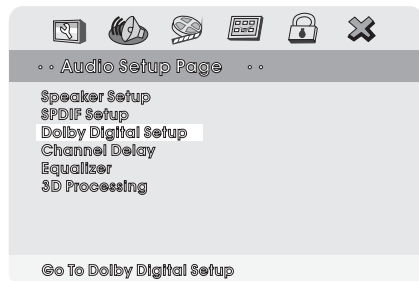 ·· Audio Setup Page ··
Speaker Setup
SPDIF Setup
Dolby Digital Setup
Channel Delay
Equalizer
3D Processing
Go To Dolby Digital Setup